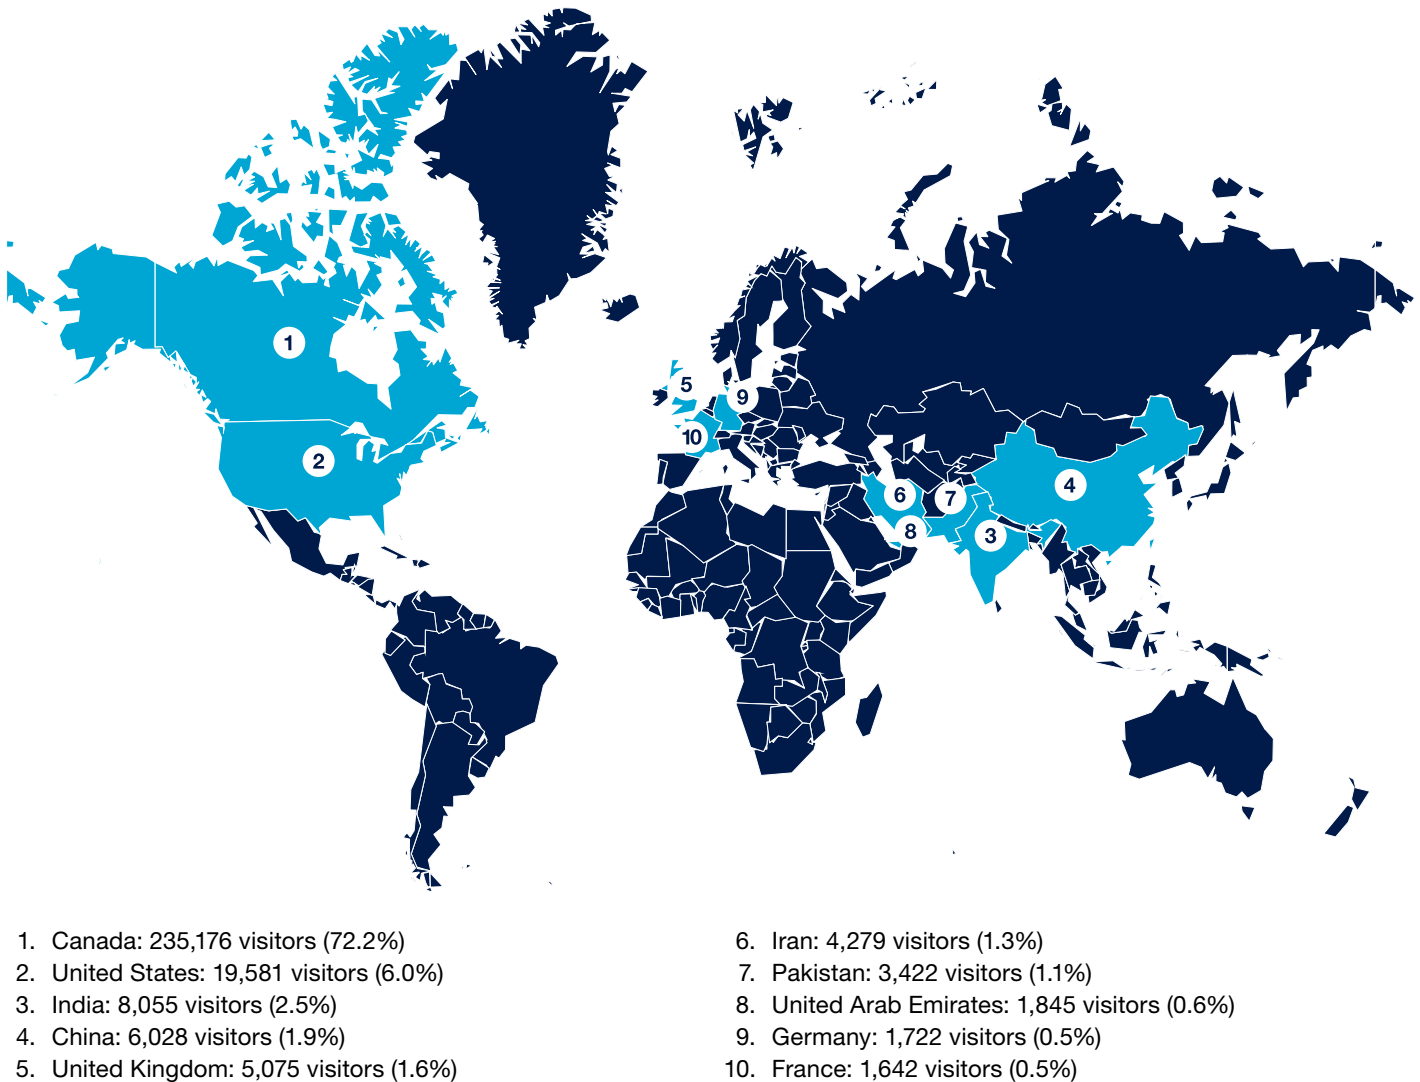 1
2
5
9
10
6
7
4
8
3
1. Canada: 235,176 visitors (72.2%)
2. United States: 19,581 visitors (6.0%)
3. India: 8,055 visitors (2.5%)
4. China: 6,028 visitors (1.9%)
5. United Kingdom: 5,075 visitors (1.6%)
6. Iran: 4,279 visitors (1.3%)
7. Pakistan: 3,422 visitors (1.1%)
8. United Arab Emirates: 1,845 visitors (0.6%)
9. Germany: 1,722 visitors (0.5%)
10. France: 1,642 visitors (0.5%)